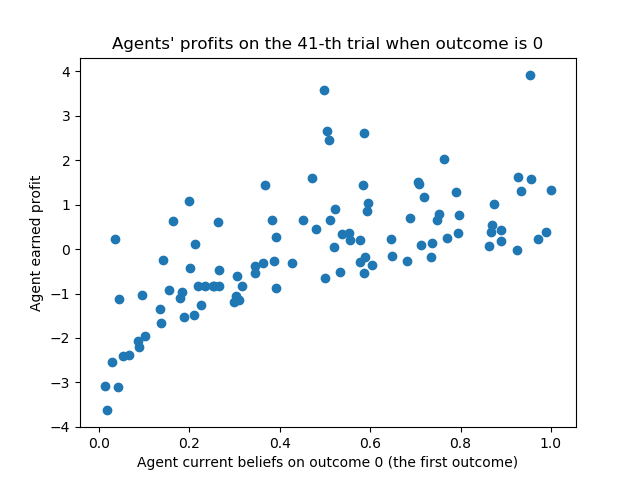 Agents' profits on the 41-th trial when outcome is 0
4
3
2
1
0
−1
−2
−3
−4
Agent earned profit
0.0 0.2 0.4 0.6 0.8 1.0
Agent current beliefs on outcome 0 (the first outcome)